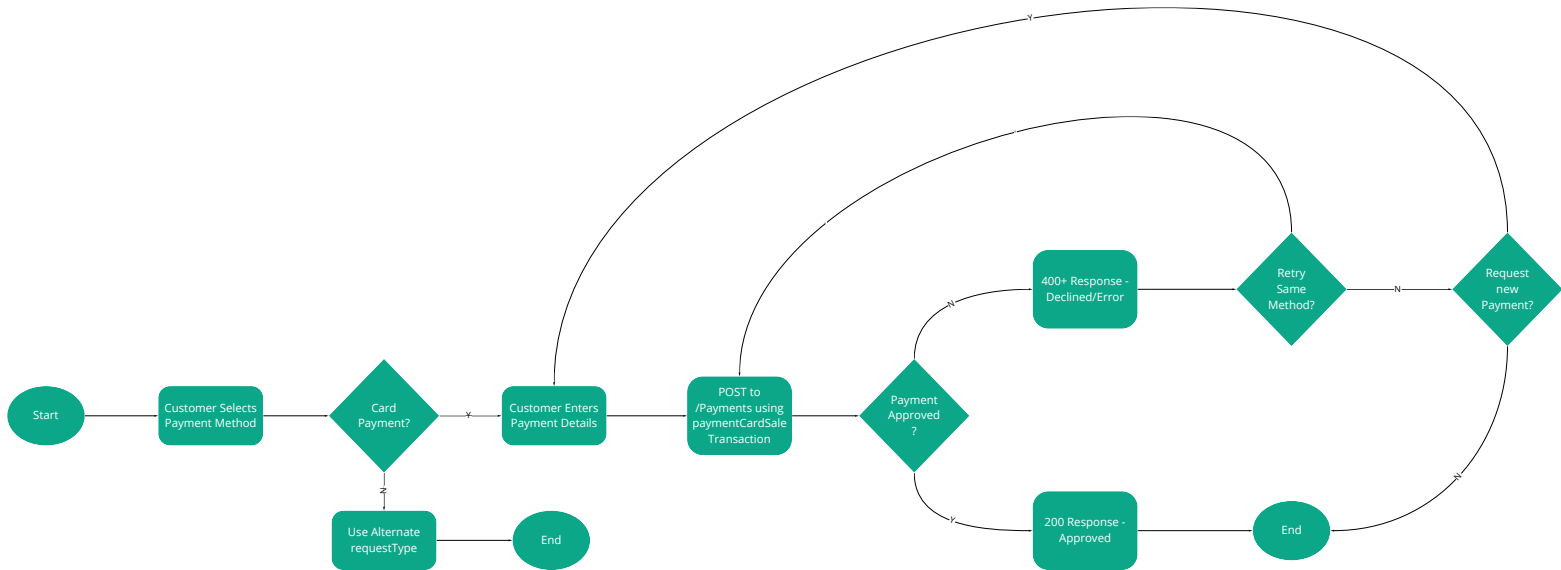 Y
400+ Response -
Declined/Error
Retry
Same
Method?
N
Request
new
Payment?
N
Start
Customer Selects
Payment Method
Card
Payment?
Y
Customer Enters
Payment Details
POST to
/Payments using
paymentCardSale
Transaction
Payment
Approved
?
N
Use Alternate
requestType
End
Y
200 Response -
Approved
End
N